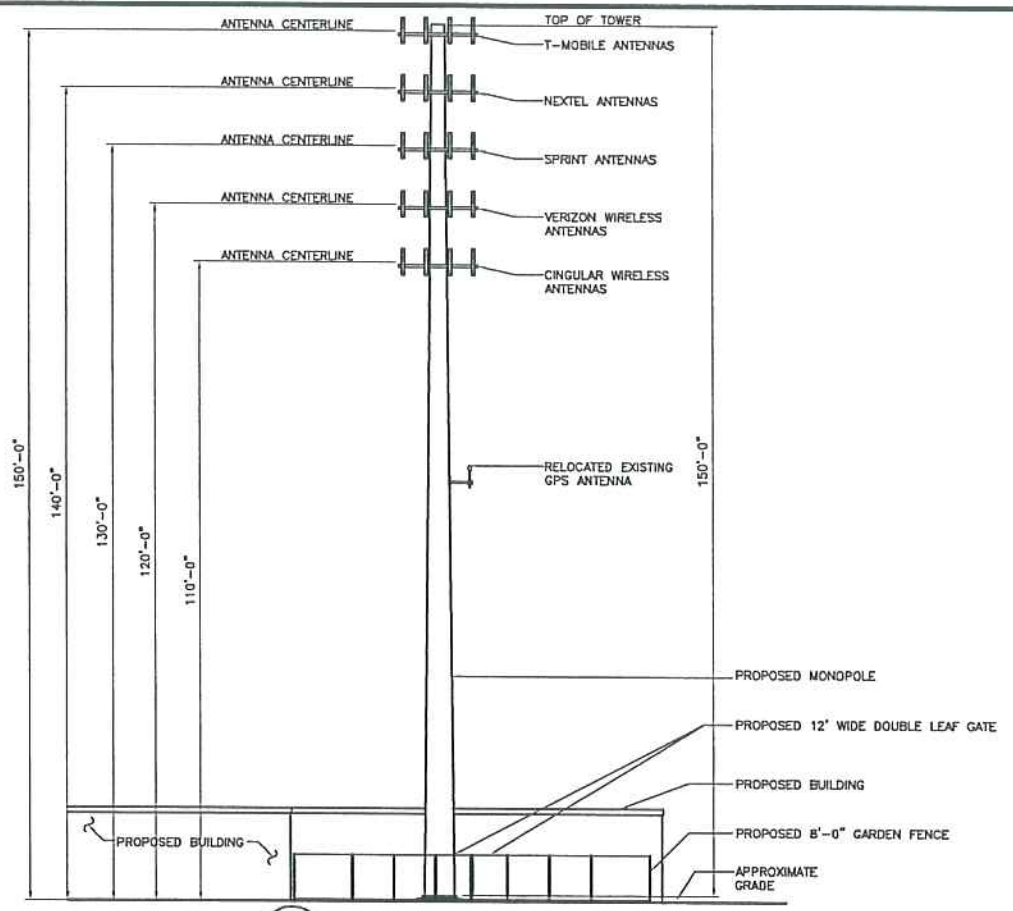 ANTENNA CENTERLINE
TOP OF TOWER
T-MOBILE ANTENNAS
ANTENNA CENTERLINE
NEXTEL ANTENNAS
ANTENNA CENTERLINE
SPRINT ANTENNAS
ANTENNA CENTERLINE
VERIZON WIRELESS
ANTENNAS
ANTENNA CENTERLINE
CINGULAR WIRELESS
ANTENNAS
150'-0"
140'-0"
130'-0"
120'-0"
110'-0"
RELOCATED EXISTING
GPS ANTENNA
150'-0"
PROPOSED MONOPOLE
PROPOSED 12' WIDE DOUBLE LEAF GATE
PROPOSED BUILDING
PROPOSED BUILDING
PROPOSED 8'-0" GARDEN FENCE
APPROXIMATE
GRADE